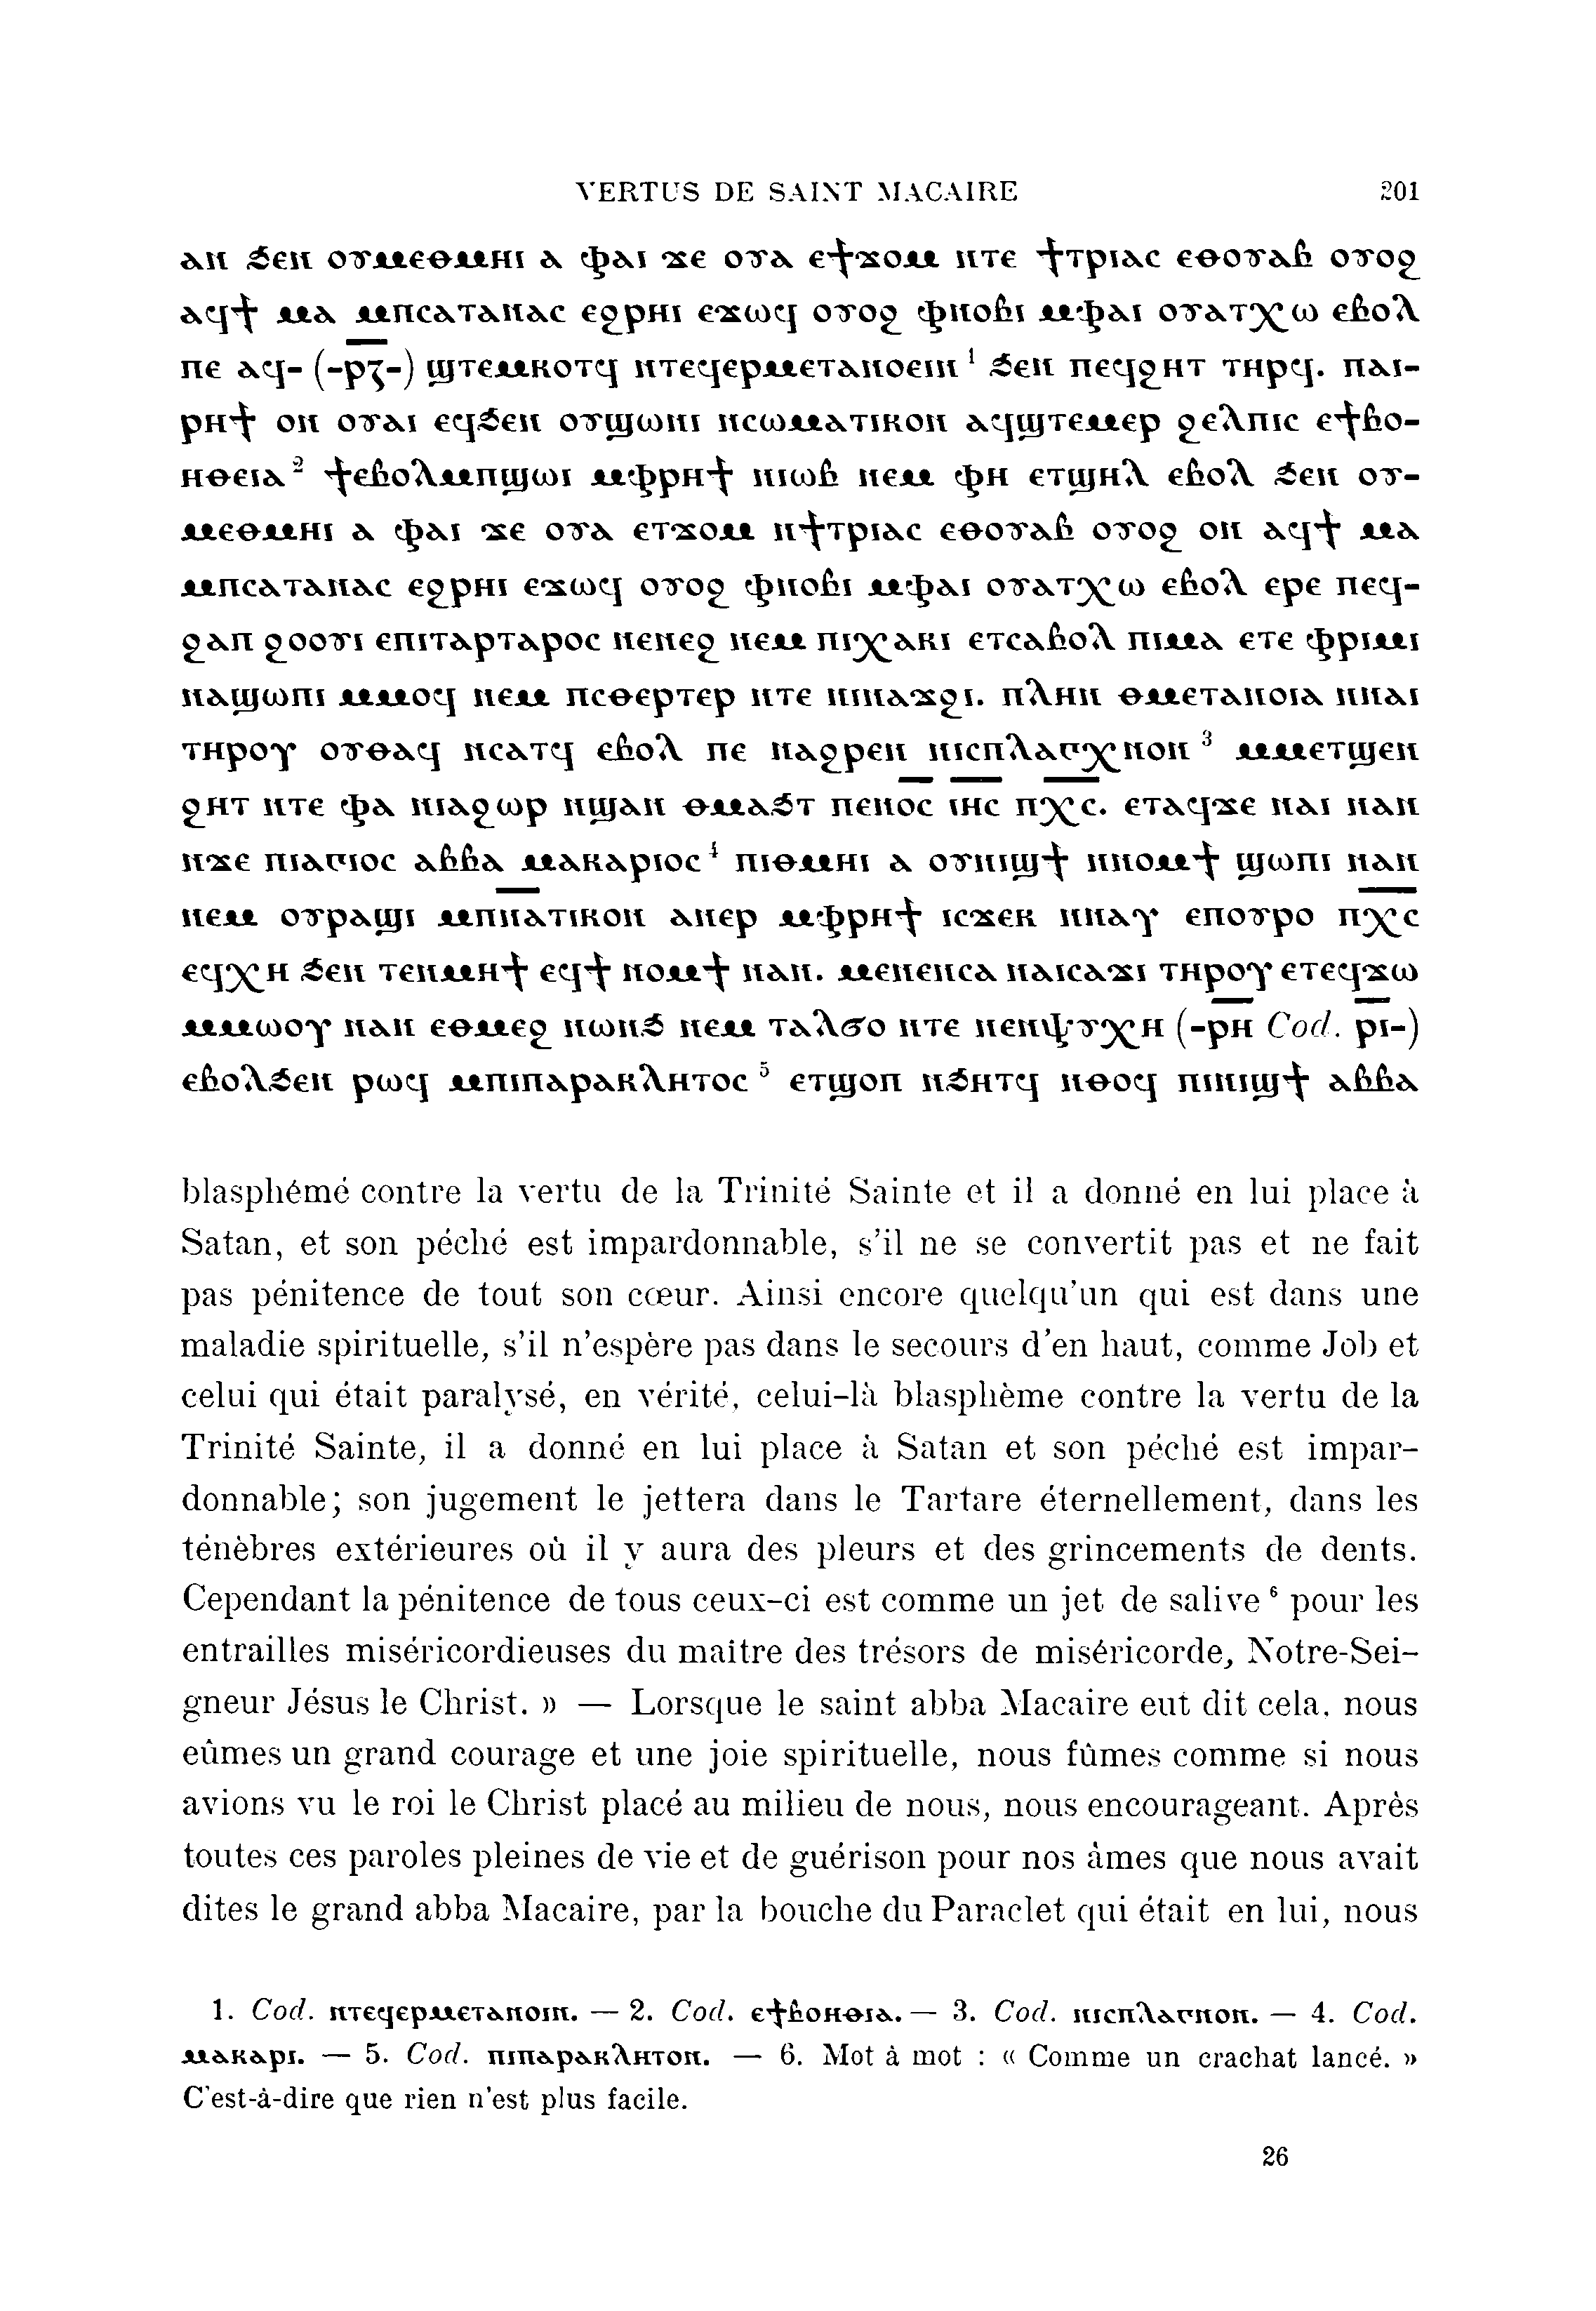 VERTUS DE SAINT MACAIRE 201
ⲁⲛ ϧⲉⲛ ⲟⲩⲙⲉⲑⲙⲏⲓ ⲁ ⲫⲁⲓ ϫⲉ ⲟⲩⲁ ⲉϯϫⲟⲙ ⲛⲧⲉ ϯⲧⲣⲓⲁⲥ ⲉⲑⲟⲩⲁⲃ ⲟⲩⲟϩ
ⲁϥϯ ⲙⲁ ⲙⲡⲥⲁⲧⲁⲛⲁⲥ ⲉϩⲣⲏⲓ ⲉϫⲱϥ ⲟⲩⲟϩ ⲫⲛⲟⲃⲓ ⲙⲫⲁⲓ ⲟⲩⲁⲧⲭⲱ ⲉⲃⲟⲗ
ⲡⲉ ⲁϥ- (-ⲣ̅ⲍ̅-) ϣⲧⲉⲙⲕⲟⲧϥ ⲛⲧⲉϥⲉⲣⲙⲉⲧⲁⲛⲟⲉⲓⲛ ¹ ϧⲉⲛ ⲡⲉϥϩⲏⲧ ⲧⲏⲣϥ. ⲡⲁⲓ-
ⲣⲏϯ ⲟⲛ ⲟⲩⲁⲓ ⲉϥϧⲉⲛ ⲟⲩϣⲱⲛⲓ ⲛⲥⲱⲙⲁⲧⲓⲕⲟⲛ ⲁϥϣⲧⲉⲙⲉⲣ ϩⲉⲗⲡⲓⲥ ⲉϯⲃⲟ-
ⲏⲑⲉⲓⲁ ² ϯⲉⲃⲟⲗⲙⲡϣⲱⲓ ⲙⲫⲣⲏϯ ⲛⲓⲱⲃ ⲛⲉⲙ ⲫⲏ ⲉⲧϣⲏⲗ ⲉⲃⲟⲗ ϧⲉⲛ ⲟⲩ-
ⲙⲉⲑⲙⲏⲓ ⲁ ⲫⲁⲓ ϫⲉ ⲟⲩⲁ ⲉⲧϫⲟⲙ ⲛϯⲧⲣⲓⲁⲥ ⲉⲑⲟⲩⲁⲃ ⲟⲩⲟϩ ⲟⲛ ⲁϥϯ ⲙⲁ
ⲙⲡⲥⲁⲧⲁⲛⲁⲥ ⲉϩⲣⲏⲓ ⲉϫⲱϥ ⲟⲩⲟϩ ⲫⲛⲟⲃⲓ ⲙⲫⲁⲓ ⲟⲩⲁⲧⲭⲱ ⲉⲃⲟⲗ ⲉⲣⲉ ⲡⲉϥ-
ϩⲁⲡ ϩⲟⲟⲩⲓ ⲉⲡⲓⲧⲁⲣⲧⲁⲣⲟⲥ ⲛⲉⲛⲉϩ ⲛⲉⲙ ⲡⲓⲭⲁⲕⲓ ⲉⲧⲥⲁⲃⲟⲗ ⲡⲓⲙⲁ ⲉⲧⲉ ⲫⲣⲓⲙⲓ
ⲛⲁϣⲱⲡⲓ ⲙⲙⲟϥ ⲛⲉⲙ ⲡⲥⲑⲉⲣⲧⲉⲣ ⲛⲧⲉ ⲛⲓⲛⲁϫϩⲓ. ⲡⲗⲏⲛ ⲑⲙⲉⲧⲁⲛⲟⲓⲁ ⲛⲛⲁⲓ
ⲧⲏⲣⲟⲩ ⲟⲩⲑⲁϥ ⲛⲥⲁⲧϥ ⲉⲃⲟⲗ ⲡⲉ ⲛⲁϩⲣⲉⲛ ⲛⲓⲥⲡⲗⲁⲅⲭⲛⲟⲛ ³ ⲙⲙⲉⲧϣⲉⲛ
ϩⲏⲧ ⲛⲧⲉ ⲫⲁ ⲛⲓⲁϩⲱⲣ ⲛϣⲁⲛ ⲑⲙⲁϧⲧ ⲡⲉⲛⲟ̅ⲥ̅ ⲓ̅ⲏ̅ⲥ̅ ⲡ̅ⲭ̅ⲥ̅. ⲉⲧⲁϥϫⲉ ⲛⲁⲓ ⲛⲁⲛ
ⲛϫⲉ ⲡⲓⲁⲅⲓⲟⲥ ⲁⲃⲃⲁ ⲙⲁⲕⲁⲣⲓⲟⲥ ⁴ ⲡⲓⲑⲙⲏⲓ ⲁ ⲟⲩⲛⲓϣϯ ⲛⲛⲟⲙϯ ϣⲱⲡⲓ ⲛⲁⲛ
ⲛⲉⲙ ⲟⲩⲣⲁϣⲓ ⲙⲡ̅ⲛ̅ⲁⲧⲓⲕⲟⲛ ⲁⲛⲉⲣ ⲙⲫⲣⲏϯ ⲓⲥϫⲉⲕ ⲛⲛⲁⲩ ⲉⲡⲟⲩⲣⲟ ⲡ̅ⲭ̅ⲥ̅
ⲉϥⲭⲏ ϧⲉⲛ ⲧⲉⲛⲙⲏϯ ⲉϥϯ ⲛⲟⲙϯ ⲛⲁⲛ. ⲙⲉⲛⲉⲛⲥⲁ ⲛⲁⲓⲥⲁϫⲓ ⲧⲏⲣⲟⲩ ⲉⲧⲉϥϫⲱ
ⲙⲙⲱⲟⲩ ⲛⲁⲛ ⲉⲑⲙⲉϩ ⲛⲱⲛϧ ⲛⲉⲙ ⲧⲁⲗϭⲟ ⲛⲧⲉ ⲛⲉⲛⲯⲩⲭⲏ (-ⲣ̅ⲏ̅ Cod. ⲣ̅ⲓ̅-)
ⲉⲃⲟⲗϧⲉⲛ ⲣⲱϥ ⲙⲡⲓⲡⲁⲣⲁⲕⲗⲏⲧⲟⲥ ⁵ ⲉⲧϣⲟⲡ ⲛϧⲏⲧϥ ⲛⲑⲟϥ ⲡⲓⲛⲓϣϯ ⲁⲃⲃⲁ
blasphémé contre la vertu de la Trinité Sainte et il a donné en lui place à
Satan, et son péché est impardonnable, s'il ne se convertit pas et ne fait
pas pénitence de tout son cœur. Ainsi encore quelqu'un qui est dans une
maladie spirituelle, s'il n'espère pas dans le secours d'en haut, comme Job et
celui qui était paralysé, en vérité, celui-là blasphème contre la vertu de la
Trinité Sainte, il a donné en lui place à Satan et son péché est impar-
donnable; son jugement le jettera dans le Tartare éternellement, dans les
ténèbres extérieures où il y aura des pleurs et des grincements de dents.
Cependant la pénitence de tous ceux-ci est comme un jet de salive ⁶ pour les
entrailles miséricordieuses du maitre des trésors de miséricorde, Notre-Sei-
gneur Jésus le Christ. » — Lorsque le saint abba Macaire eut dit cela, nous
eûmes un grand courage et une joie spirituelle, nous fûmes comme si nous
avions vu le roi le Christ placé au milieu de nous, nous encourageant. Après
toutes ces paroles pleines de vie et de guérison pour nos âmes que nous avait
dites le grand abba Macaire, par la bouche du Paraclet qui était en lui, nous
1. Cod. ⲛⲧⲉϥⲉⲣⲙⲉⲧⲁⲛⲟⲓⲛ. — 2. Cod. ⲉϯⲃⲟⲏⲑⲓⲁ. — 3. Cod. ⲛⲓⲥⲡⲗⲁⲅⲛⲟⲛ. — 4. Cod.
ⲙⲁⲕⲁⲣⲓ. — 5. Cod. ⲡⲓⲡⲁⲣⲁⲕⲗⲏⲧⲟⲛ. — 6. Mot à mot : « Comme un crachat lancé. »
C'est-à-dire que rien n'est plus facile.
26